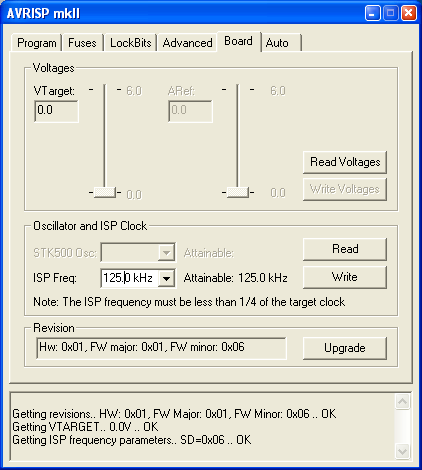 AVRISP mkII
Program Fuses LockBits Advanced Board Auto
Voltages
VTarget: 6.0 ARef: 6.0
0.0 0.0
Read Voltages
Write Voltages
0.0 0.0
Oscillator and ISP Clock
STK500 Osc: Attainable: Read
ISP Freq: 125.0 kHz Attainable: 125.0 kHz Write
Note: The ISP frequency must be less than 1/4 of the target clock
Revision
Hw: 0x01, FW major: 0x01, FW minor: 0x06 Upgrade
Getting revisions.. HW: 0x01, FW Major: 0x01, FW Minor: 0x06 .. OK
Getting VTARGET.. 0.0V .. OK
Getting ISP frequency parameters.. SD=0x06 .. OK